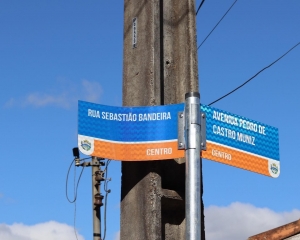 RUA SEBASTIÃO BANDEIRA
CENTRO
AVENIDA PEDRO DE
CASTRO MUNIZ
CENTRO